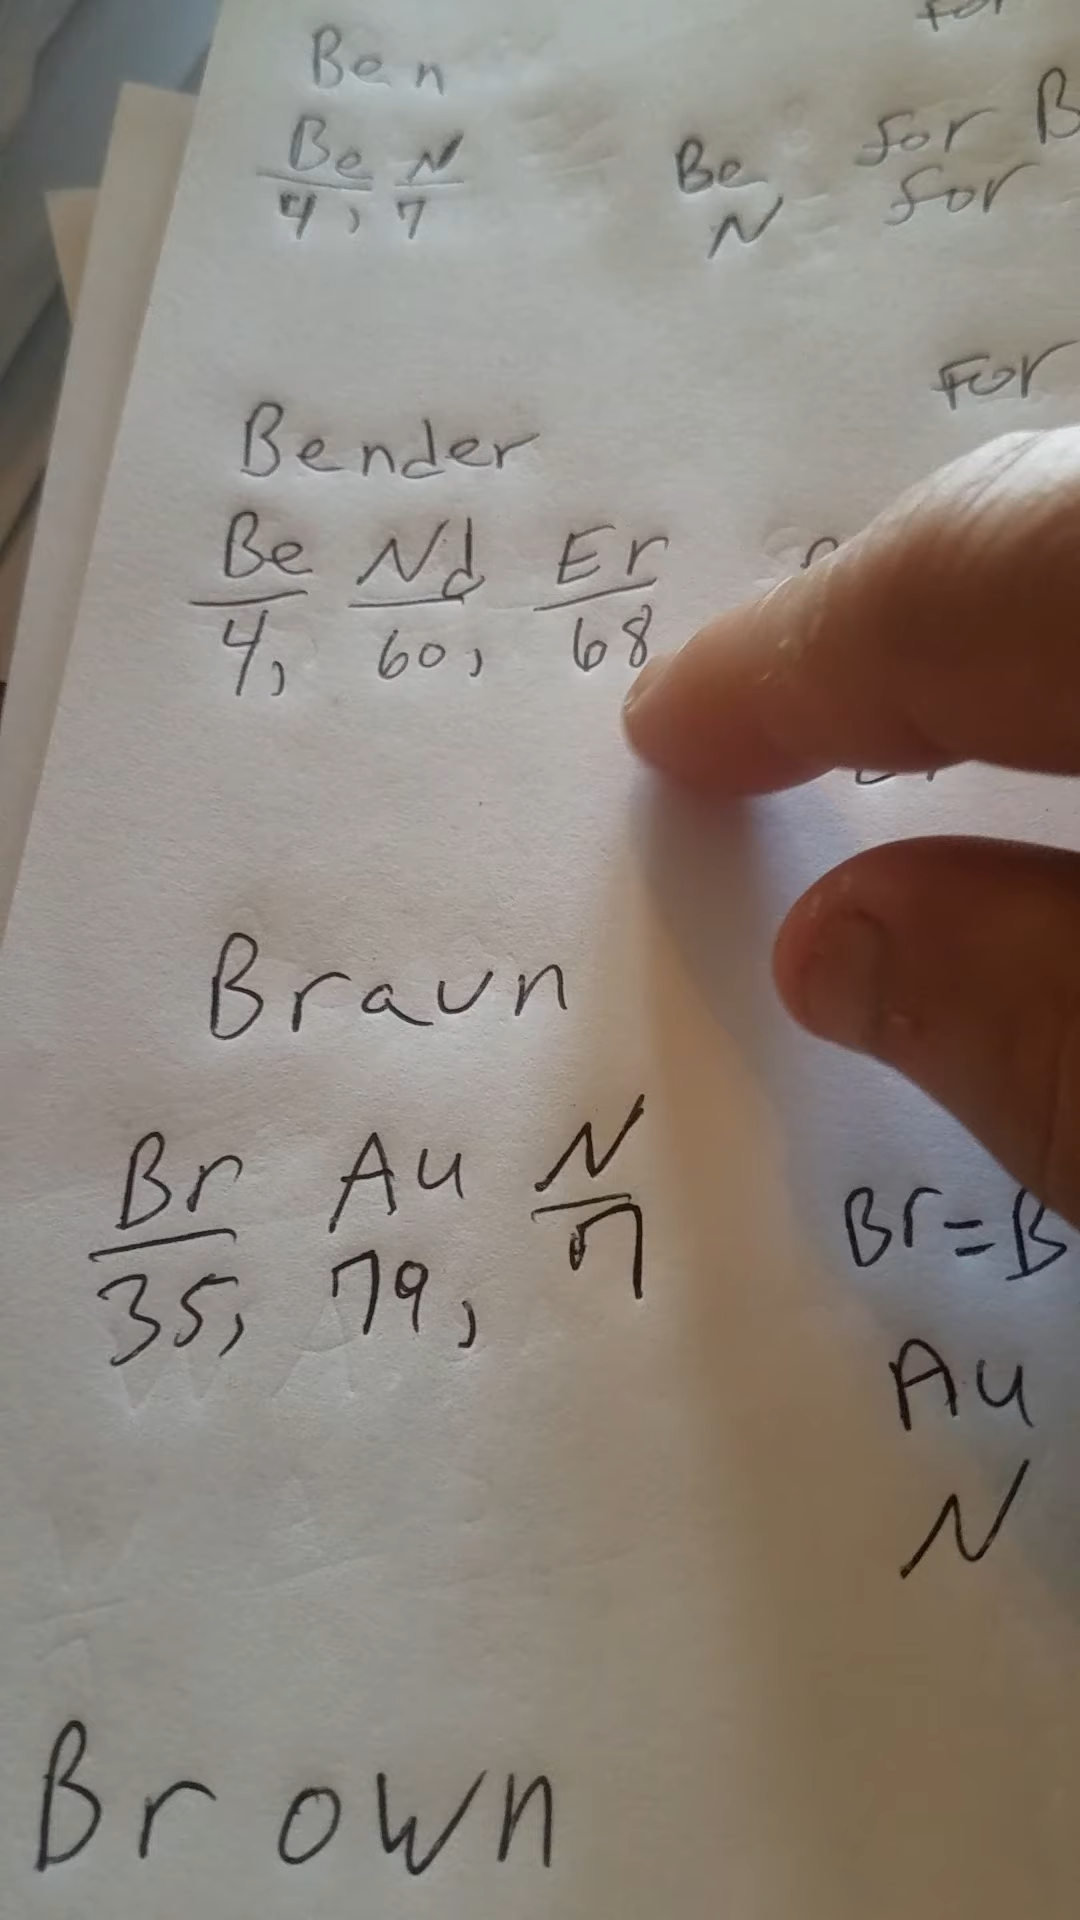 For
Ben
Be N
4, 7
Be for B
N for
For
Bender
Be Nd Er
4, 60, 68
Braun
Br Au N
35, 79, 7
Br = B
Au
N
Brown